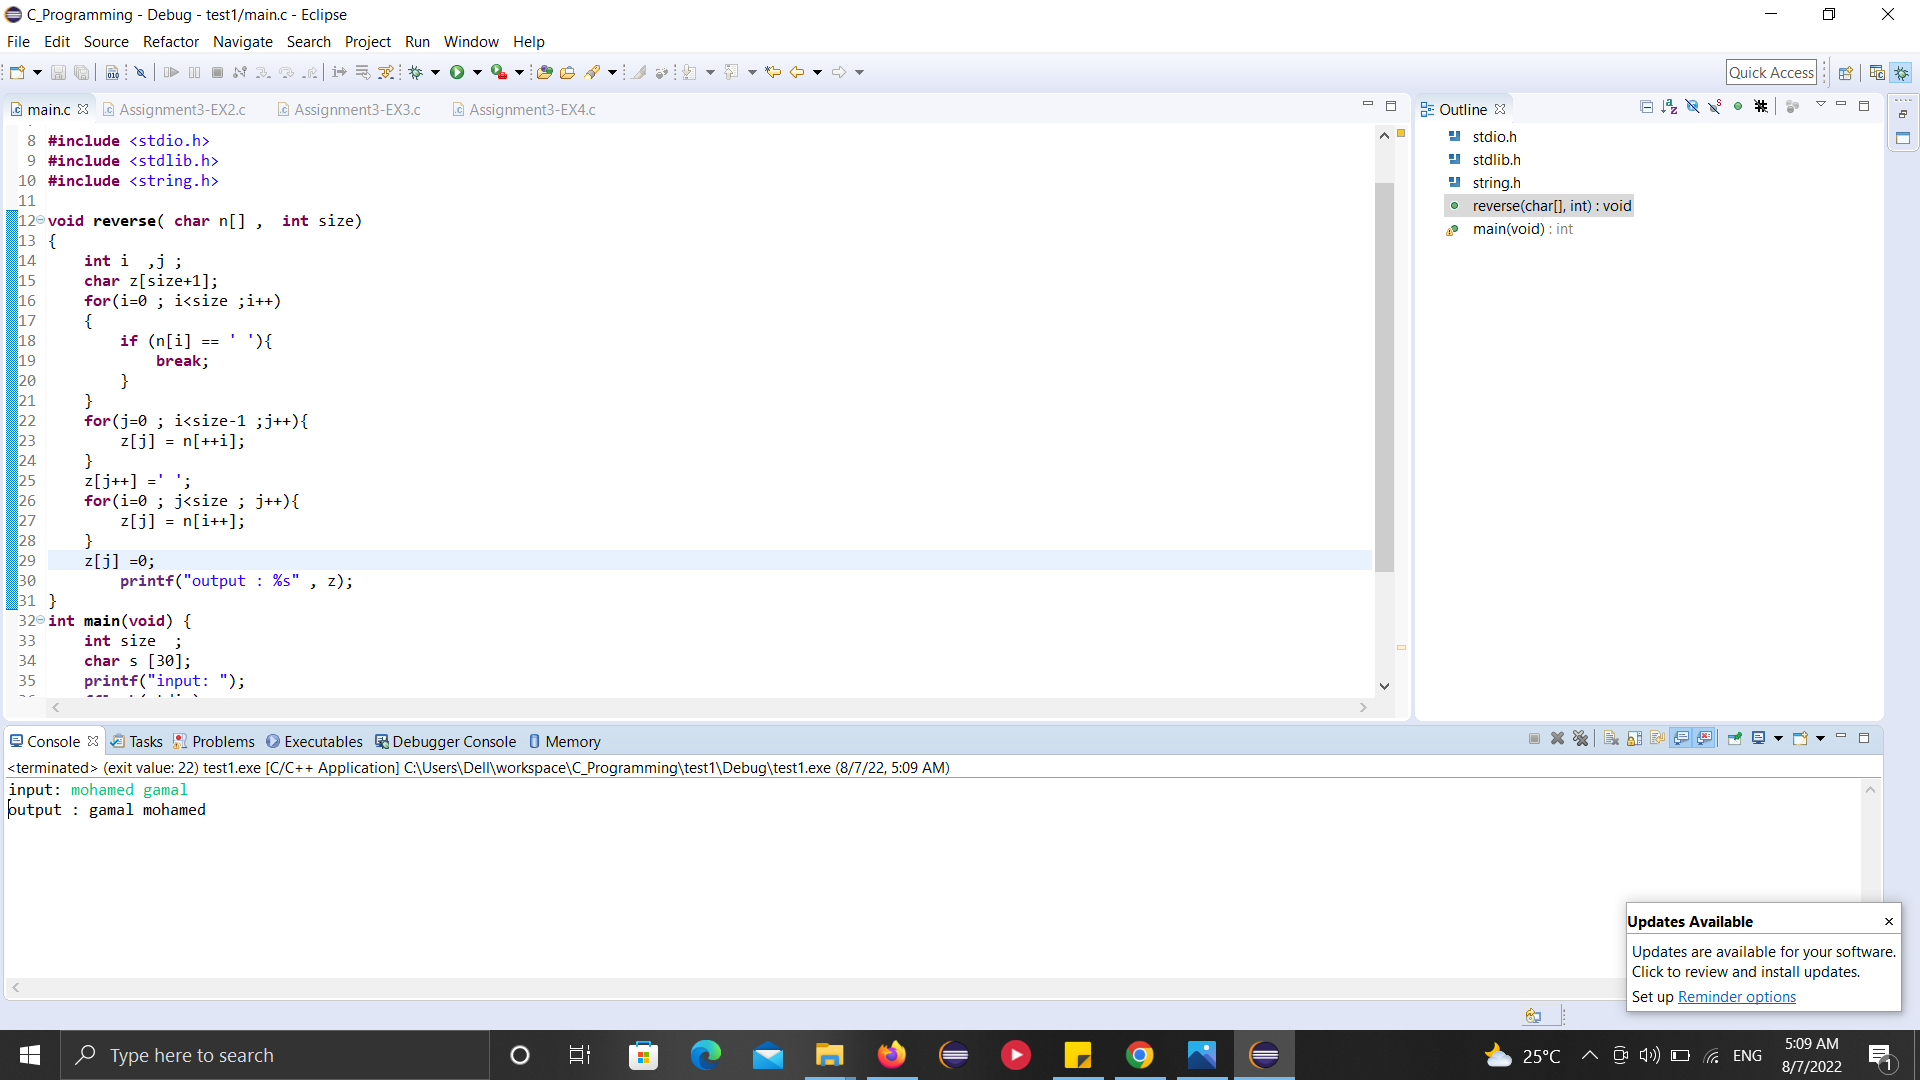 C_Programming - Debug - test1/main.c - Eclipse
File Edit Source Refactor Navigate Search Project Run Window Help
Quick Access
main.c Assignment3-EX2.c Assignment3-EX3.c Assignment3-EX4.c
8 #include <stdio.h>
9 #include <stdlib.h>
10 #include <string.h>
11
12 void reverse( char n[] ,  int size)
13 {
14     int i  ,j ;
15     char z[size+1];
16     for(i=0 ; i<size ;i++)
17     {
18         if (n[i] == ' '){
19             break;
20         }
21     }
22     for(j=0 ; i<size-1 ;j++){
23         z[j] = n[++i];
24     }
25     z[j++] =' ';
26     for(i=0 ; j<size ; j++){
27         z[j] = n[i++];
28     }
29     z[j] =0;
30         printf("output : %s" , z);
31 }
32 int main(void) {
33     int size  ;
34     char s [30];
35     printf("input: ");
Outline
stdio.h
stdlib.h
string.h
reverse(char[], int) : void
main(void) : int
Console Tasks Problems Executables Debugger Console Memory
<terminated> (exit value: 22) test1.exe [C/C++ Application] C:\Users\Dell\workspace\C_Programming\test1\Debug\test1.exe (8/7/22, 5:09 AM)
input: mohamed gamal
output : gamal mohamed
Updates Available
Updates are available for your software.
Click to review and install updates.
Set up Reminder options
Type here to search
25°C
ENG
5:09 AM
8/7/2022
1